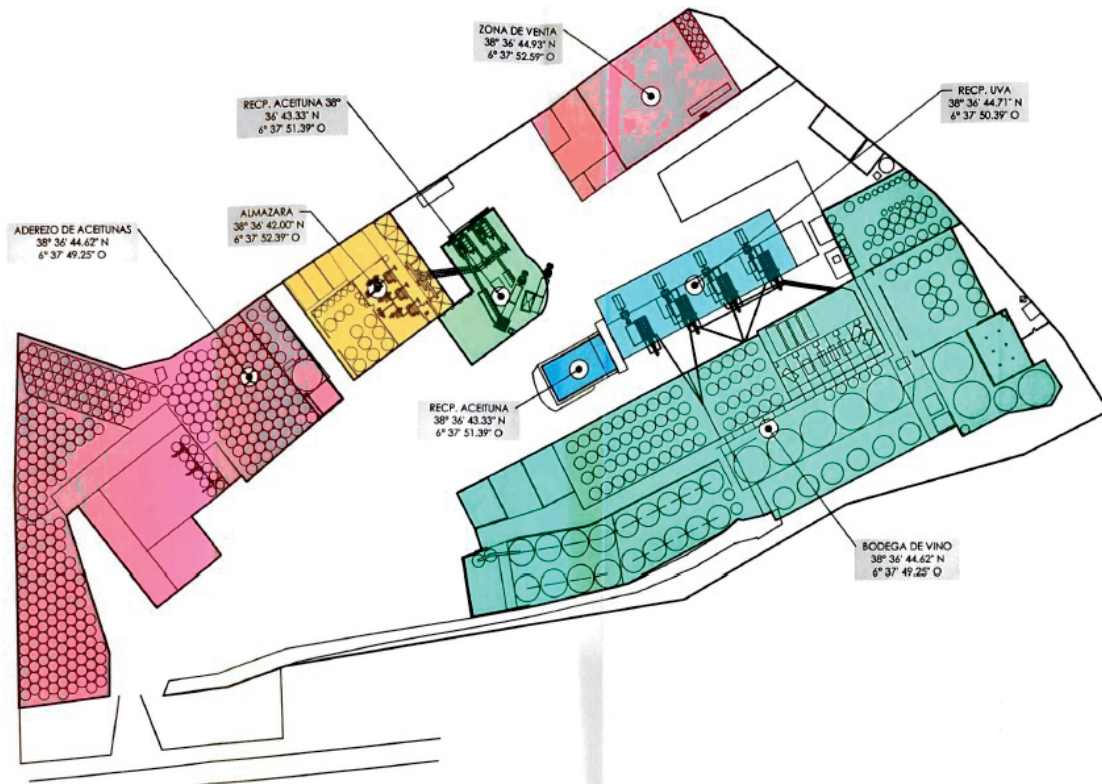 ZONA DE VENTA
38° 36' 44.93" N
6° 37' 52.59" O
RECP. UVA
38° 36' 44.71" N
6° 37' 50.39" O
RECP. ACEITUNA 38°
36' 43.33" N
6° 37' 51.39" O
ALMAZARA
38° 36' 42.00" N
6° 37' 52.39" O
ADEREZO DE ACEITUNAS
38° 36' 44.62" N
6° 37' 49.25" O
RECP. ACEITUNA
38° 36' 43.33" N
6° 37' 51.39" O
BODEGA DE VINO
38° 36' 44.62" N
6° 37' 49.25" O